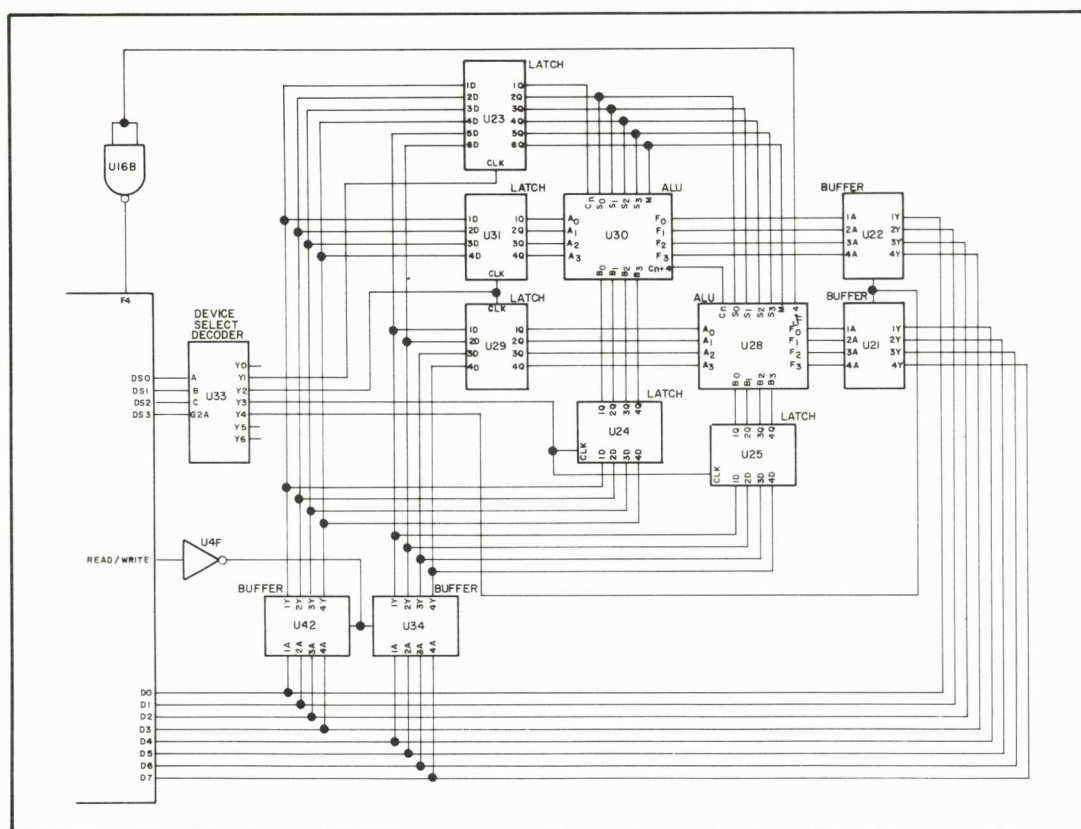 LATCH
1D 1Q
2D 2Q
3D 3Q
4D U23 4Q
5D 5Q
6D 6Q
CLK
U16B
F4
LATCH
1D 1Q
2D U31 2Q
3D 3Q
4D 4Q
CLK
ALU
Cn S0 S1 S2 S3 M
A0 F0
A1 U30 F1
A2 F2
A3 F3
B0 B1 B2 B3 Cn+4
BUFFER
1A 1Y
2A U22 2Y
3A 3Y
4A 4Y
LATCH
CLK
1D 1Q
2D U29 2Q
3D 3Q
4D 4Q
ALU
Cn S0 S1 S2 S3 M
A0 F0
A1 U28 F1
A2 F2
A3 F3
B0 B1 B2 B3
BUFFER
1A 1Y
2A U21 2Y
3A 3Y
4A 4Y
DEVICE
SELECT
DECODER
Y0
DS0 A Y1
DS1 B U33 Y2
DS2 C Y3
DS3 G2A Y4
Y5
Y6
LATCH
1Q 2Q 3Q 4Q
U24
CLK 1D 2D 3D 4D
LATCH
1Q 2Q 3Q 4Q
U25
CLK 1D 2D 3D 4D
READ/WRITE
U4F
BUFFER
1Y 2Y 3Y 4Y
U42
1A 2A 3A 4A
BUFFER
1Y 2Y 3Y 4Y
U34
1A 2A 3A 4A
D0
D1
D2
D3
D4
D5
D6
D7